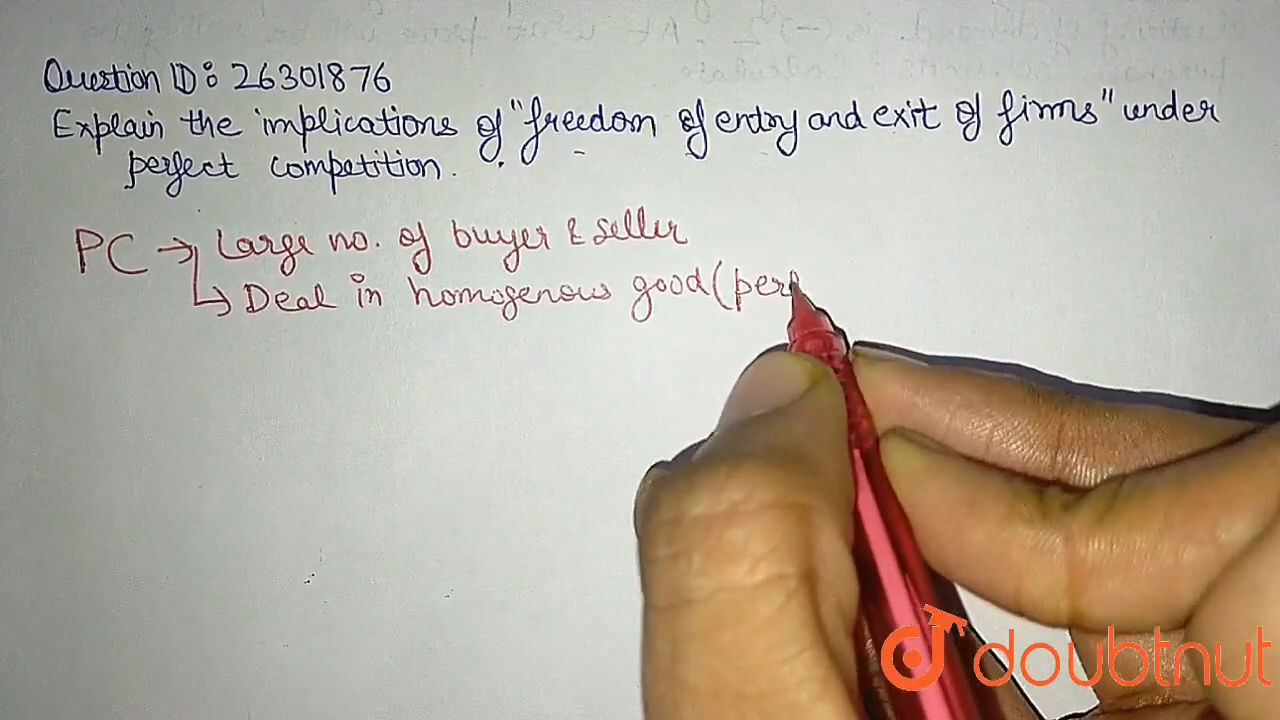 Question ID: 26301876
Explain the implications of "freedom of entry and exit of firms" under
perfect competition.
PC → Large no. of buyer & seller
↳ Deal in homogenous good (per
doubtnut